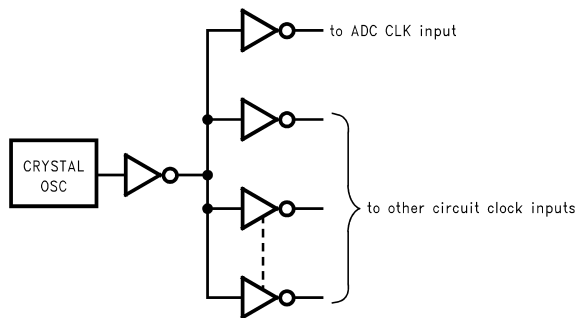 to ADC CLK input
CRYSTAL
OSC
to other circuit clock inputs